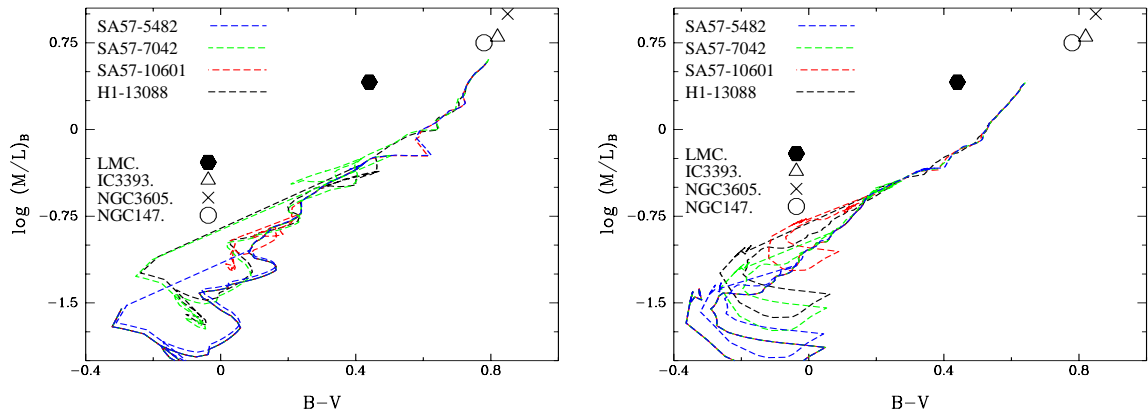 SA57-5482
SA57-7042
SA57-10601
H1-13088
LMC.
IC3393.
NGC3605.
NGC147.
0.75
0
-0.75
-1.5
log (M/L)B
-0.4
0
0.4
0.8
B-V
SA57-5482
SA57-7042
SA57-10601
H1-13088
LMC.
IC3393.
NGC3605.
NGC147.
0.75
0
-0.75
-1.5
log (M/L)B
-0.4
0
0.4
0.8
B-V